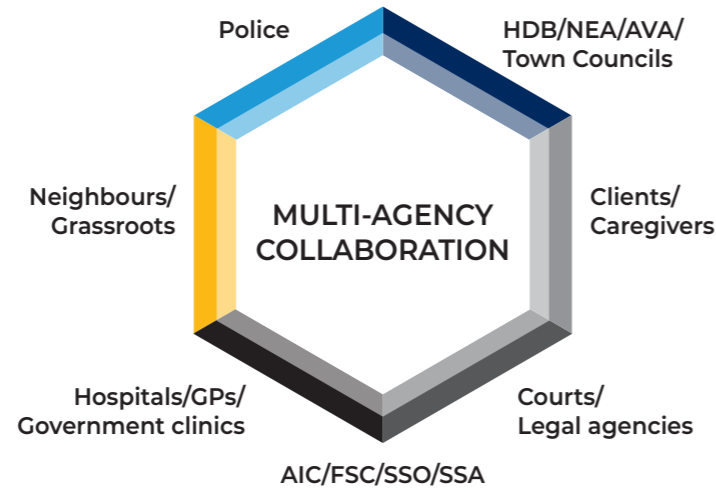 Police
HDB/NEA/AVA/
Town Councils
Neighbours/
Grassroots
MULTI-AGENCY
COLLABORATION
Clients/
Caregivers
Hospitals/GPs/
Government clinics
Courts/
Legal agencies
AIC/FSC/SSO/SSA